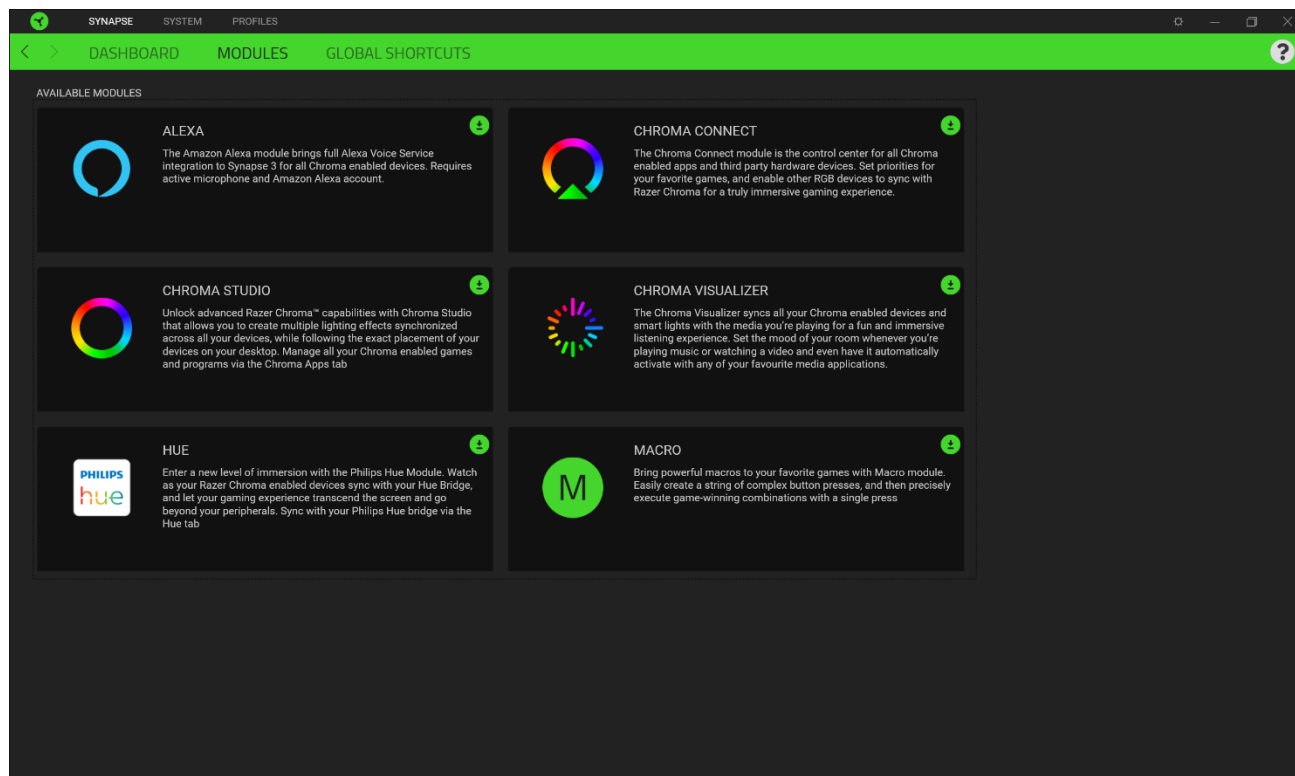 SYNAPSE SYSTEM PROFILES
DASHBOARD MODULES GLOBAL SHORTCUTS ?
AVAILABLE MODULES
ALEXA
The Amazon Alexa module brings full Alexa Voice Service
integration to Synapse 3 for all Chroma enabled devices. Requires
active microphone and Amazon Alexa account.
CHROMA CONNECT
The Chroma Connect module is the control center for all Chroma
enabled apps and third party hardware devices. Set priorities for
your favorite games, and enable other RGB devices to sync with
Razer Chroma for a truly immersive gaming experience.
CHROMA STUDIO
Unlock advanced Razer Chroma™ capabilities with Chroma Studio
that allows you to create multiple lighting effects synchronized
across all your devices, while following the exact placement of your
devices on your desktop. Manage all your Chroma enabled games
and programs via the Chroma Apps tab
CHROMA VISUALIZER
The Chroma Visualizer syncs all your Chroma enabled devices and
smart lights with the media you're playing for a fun and immersive
listening experience. Set the mood of your room whenever you're
playing music or watching a video and even have it automatically
activate with any of your favourite media applications.
PHILIPS
hue
HUE
Enter a new level of immersion with the Philips Hue Module. Watch
as your Razer Chroma enabled devices sync with your Hue Bridge,
and let your gaming experience transcend the screen and go
beyond your peripherals. Sync with your Philips Hue bridge via the
Hue tab
M
MACRO
Bring powerful macros to your favorite games with Macro module.
Easily create a string of complex button presses, and then precisely
execute game-winning combinations with a single press